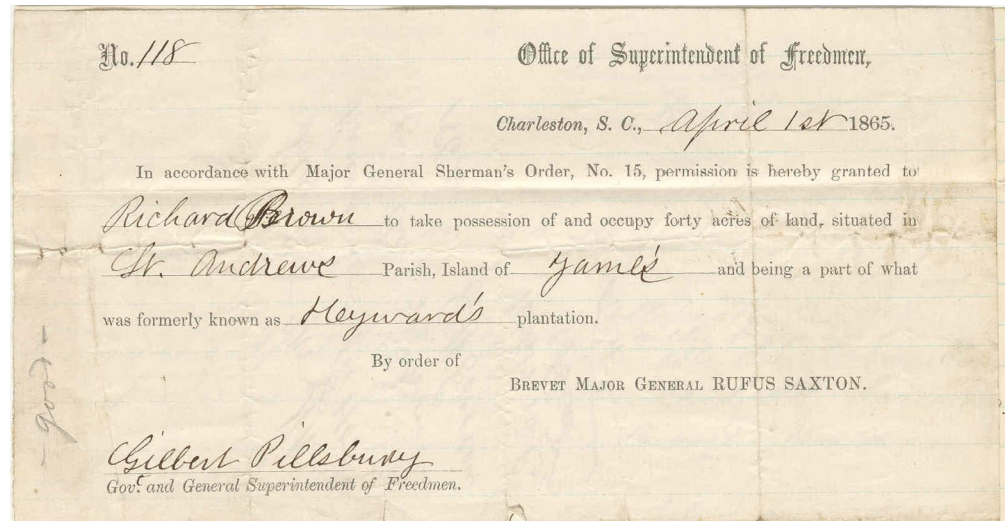 No. 118
Office of Superintendent of Freedmen,
Charleston, S. C., April 1st 1865.
In accordance with Major General Sherman's Order, No. 15, permission is hereby granted to
Richard Brown to take possession of and occupy forty acres of land, situated in
St. Andrews Parish, Island of James and being a part of what
was formerly known as Heyward's plantation.
By order of
BREVET MAJOR GENERAL RUFUS SAXTON.
Gilbert Pillsbury
Gov't and General Superintendent of Freedmen.
- good -